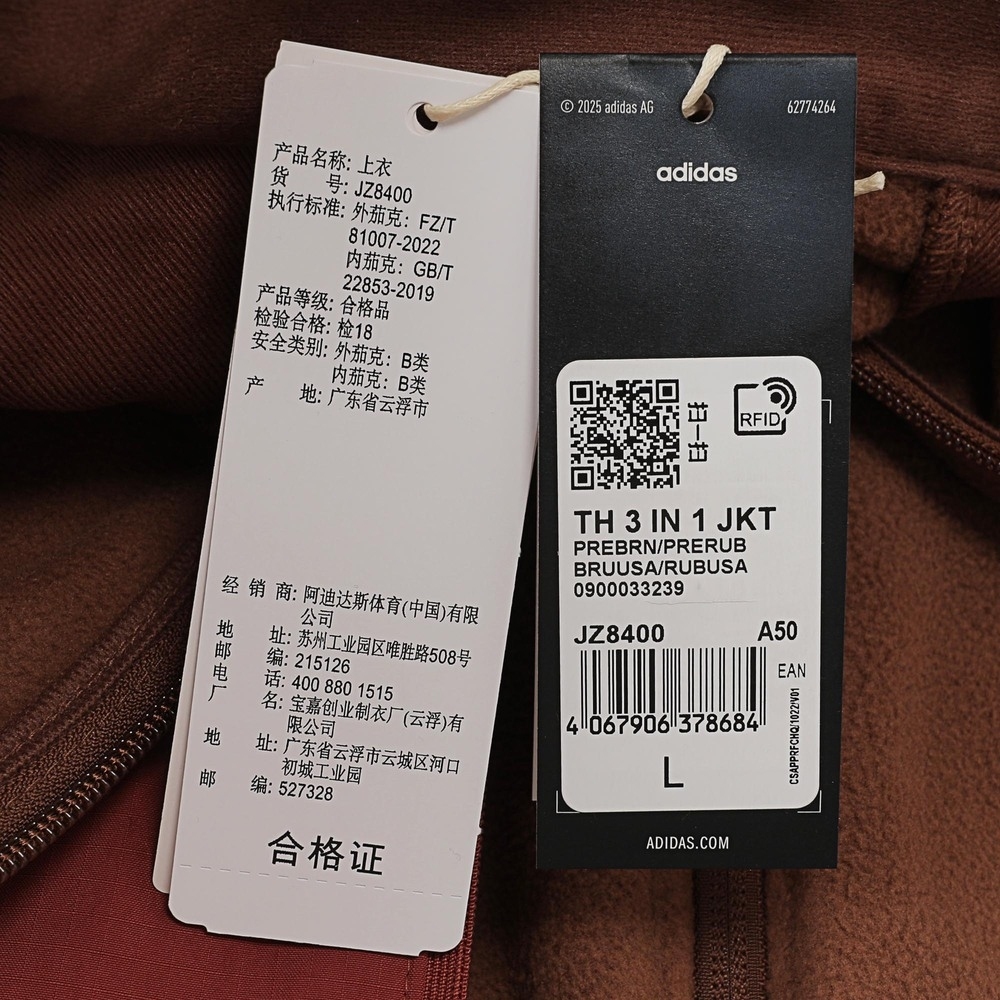 产品名称: 上衣
货 号: JZ8400
执行标准: 外茄克: FZ/T
81007-2022
内茄克: GB/T
22853-2019
产品等级: 合格品
检验合格: 检18
安全类别: 外茄克: B类
内茄克: B类
产 地: 广东省云浮市
经 销 商: 阿迪达斯体育(中国)有限
公司
地 址: 苏州工业园区唯胜路508号
邮 编: 215126
电 话: 400 880 1515
厂 名: 宝嘉创业制衣厂(云浮)有
限公司
地 址: 广东省云浮市云城区河口
初城工业园
邮 编: 527328
合格证
© 2025 adidas AG
62774264
adidas
RFID
TH 3 IN 1 JKT
PREBRN/PRERUB
BRUUSA/RUBUSA
0900033239
JZ8400 A50
EAN
4 067906 378684
CSAPPRFCHQ/1022/V01
L
ADIDAS.COM